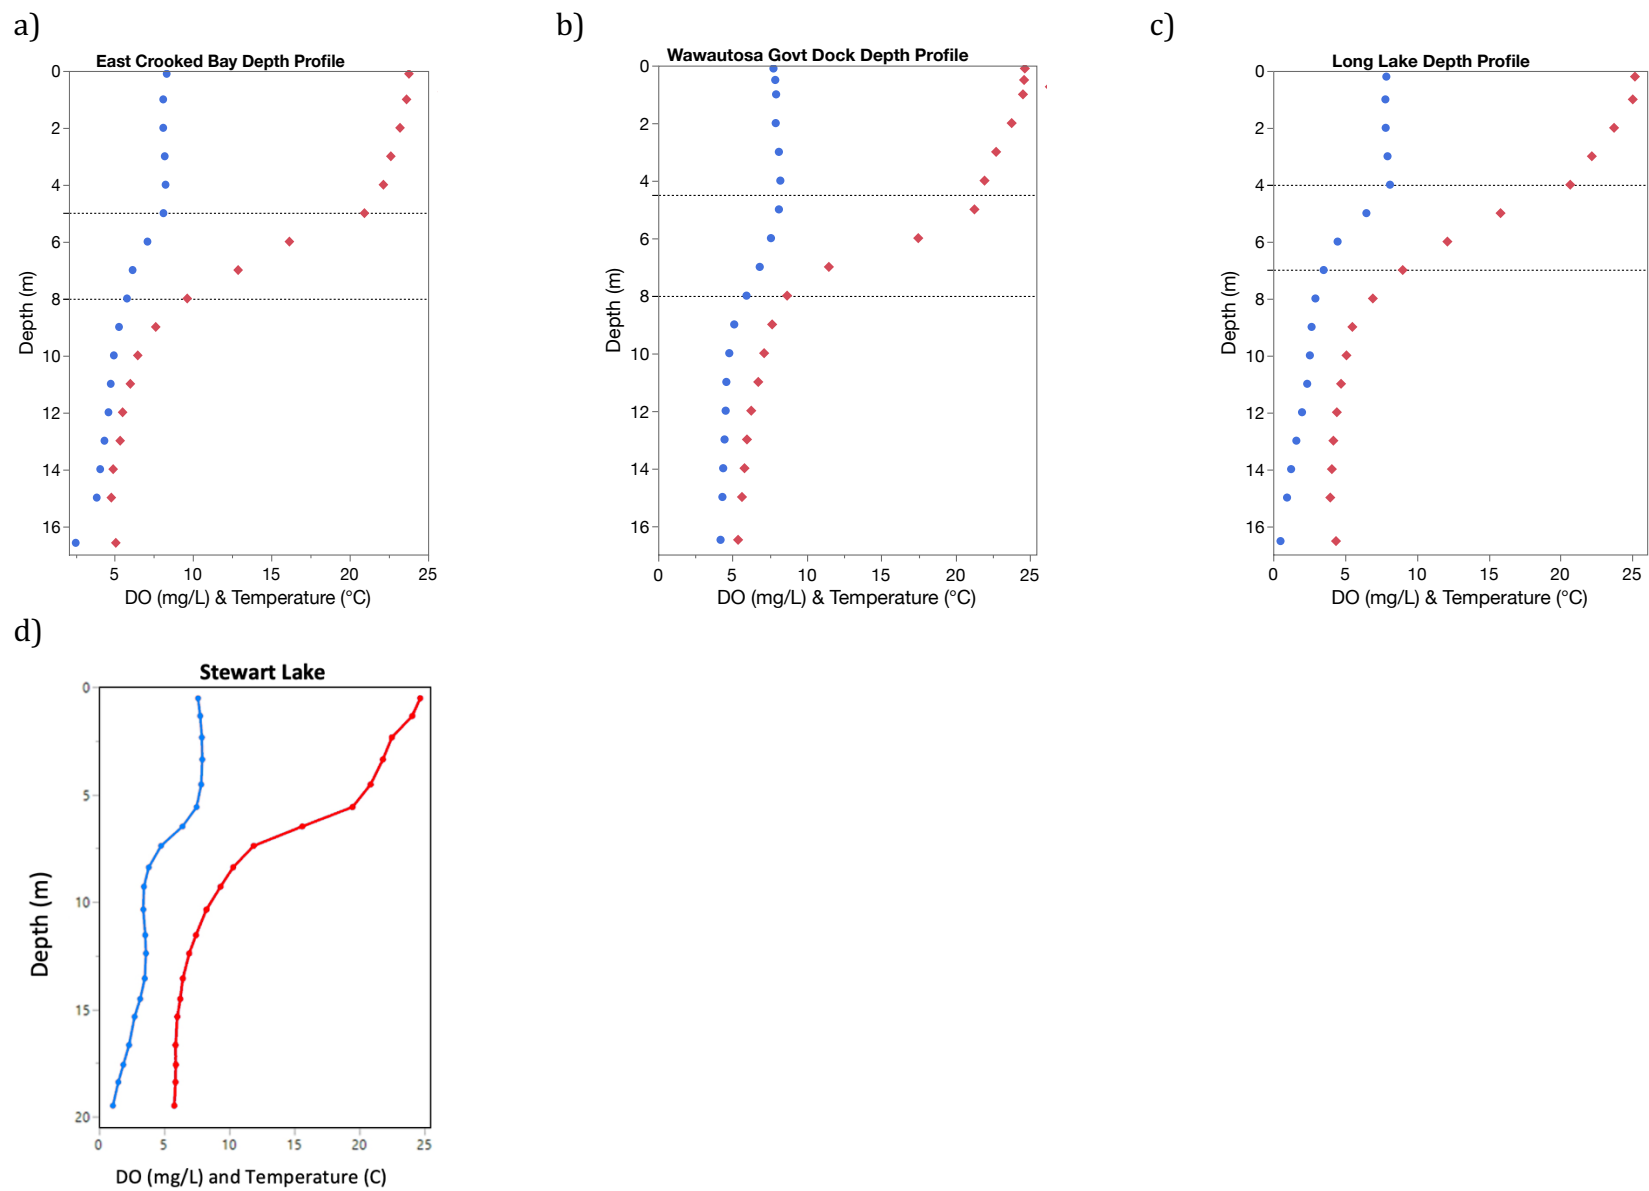 a)
East Crooked Bay Depth Profile
0
2
4
6
8
10
12
14
16
Depth (m)
5 10 15 20 25
DO (mg/L) & Temperature (°C)
b)
Wawautosa Govt Dock Depth Profile
0
2
4
6
8
10
12
14
16
Depth (m)
0 5 10 15 20 25
DO (mg/L) & Temperature (°C)
c)
Long Lake Depth Profile
0
2
4
6
8
10
12
14
16
Depth (m)
0 5 10 15 20 25
DO (mg/L) & Temperature (°C)
d)
Stewart Lake
0
5
10
15
20
Depth (m)
0 5 10 15 20 25
DO (mg/L) and Temperature (C)